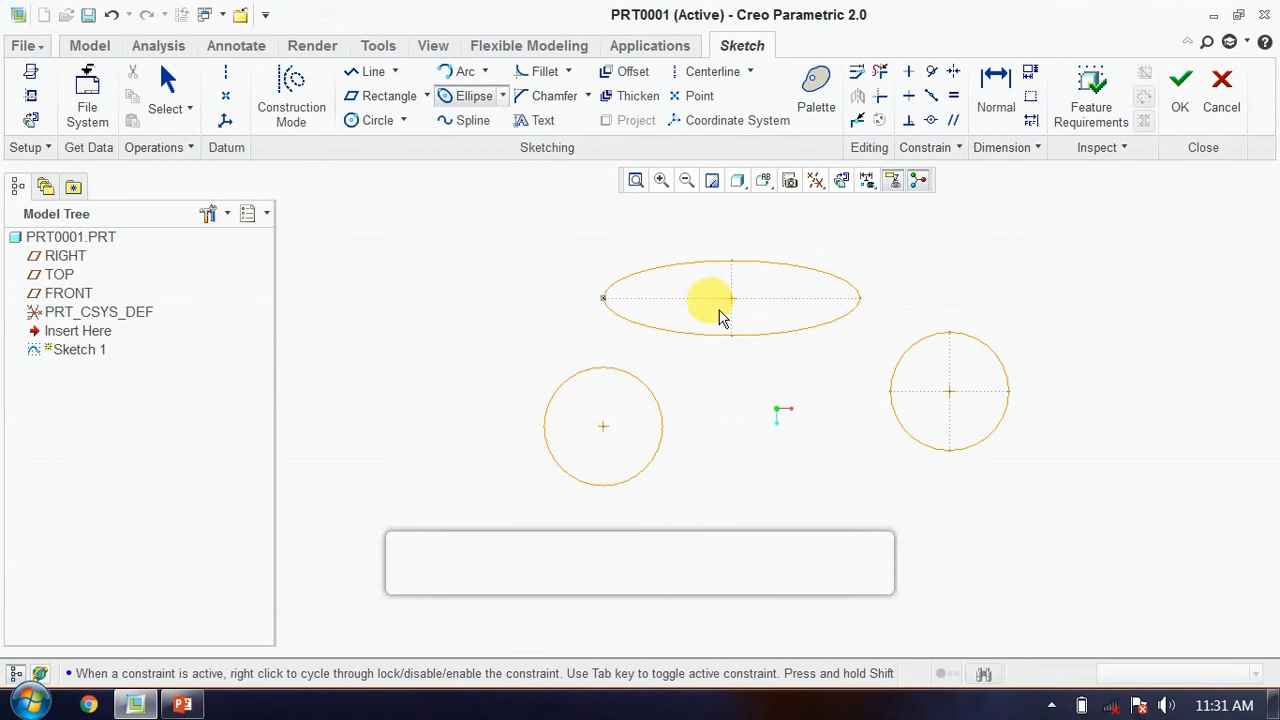 PRT0001 (Active) - Creo Parametric 2.0
File Model Analysis Annotate Render Tools View Flexible Modeling Applications Sketch
Line Arc Fillet Offset Centerline
Rectangle Ellipse Chamfer Thicken Point
Circle Spline Text Project Coordinate System
File System
Select
Construction Mode
Palette
Normal
Feature Requirements
OK
Cancel
Setup Get Data Operations Datum Sketching Editing Constrain Dimension Inspect Close
Model Tree
PRT0001.PRT
RIGHT
TOP
FRONT
PRT_CSYS_DEF
Insert Here
Sketch 1
• When a constraint is active, right click to cycle through lock/disable/enable the constraint. Use Tab key to toggle active constraint. Press and hold Shift
11:31 AM